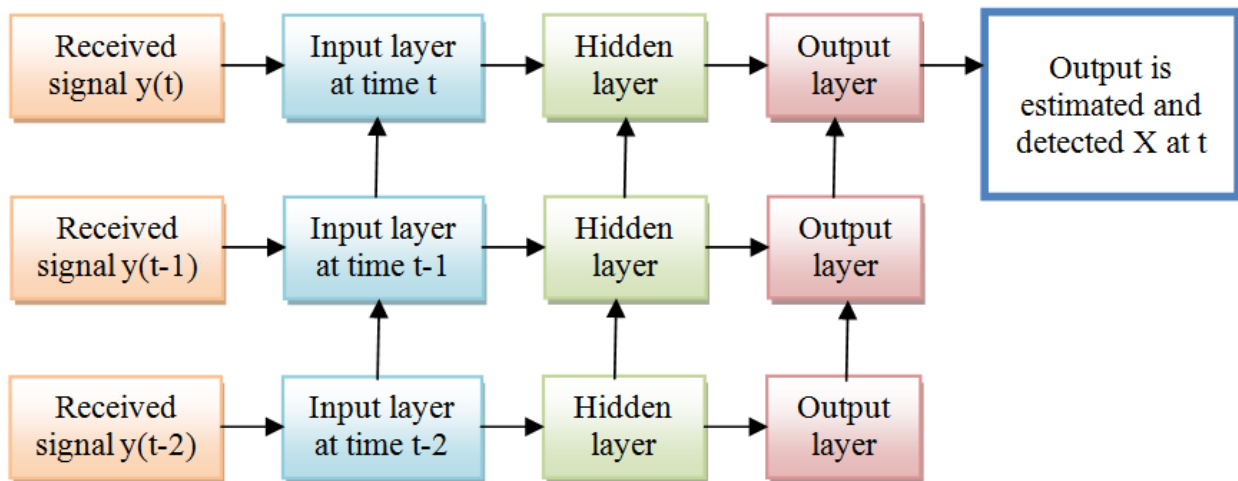 Received
signal y(t)
Input layer
at time t
Hidden
layer
Output
layer
Output is
estimated and
detected X at t
Received
signal y(t-1)
Input layer
at time t-1
Hidden
layer
Output
layer
Received
signal y(t-2)
Input layer
at time t-2
Hidden
layer
Output
layer